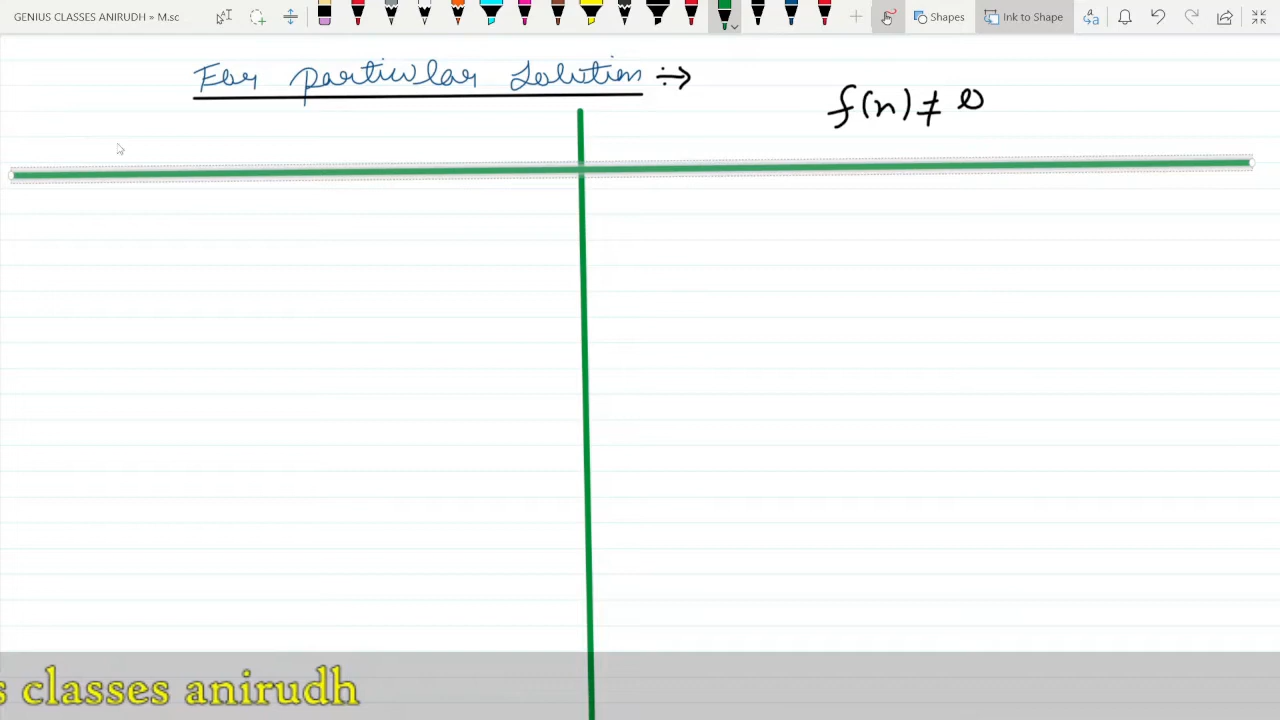 GENIUS CLASSES ANIRUDH - M.sc
Shapes
Ink to Shape
For particular Solution
f(n) ≠ 0
s classes anirudh